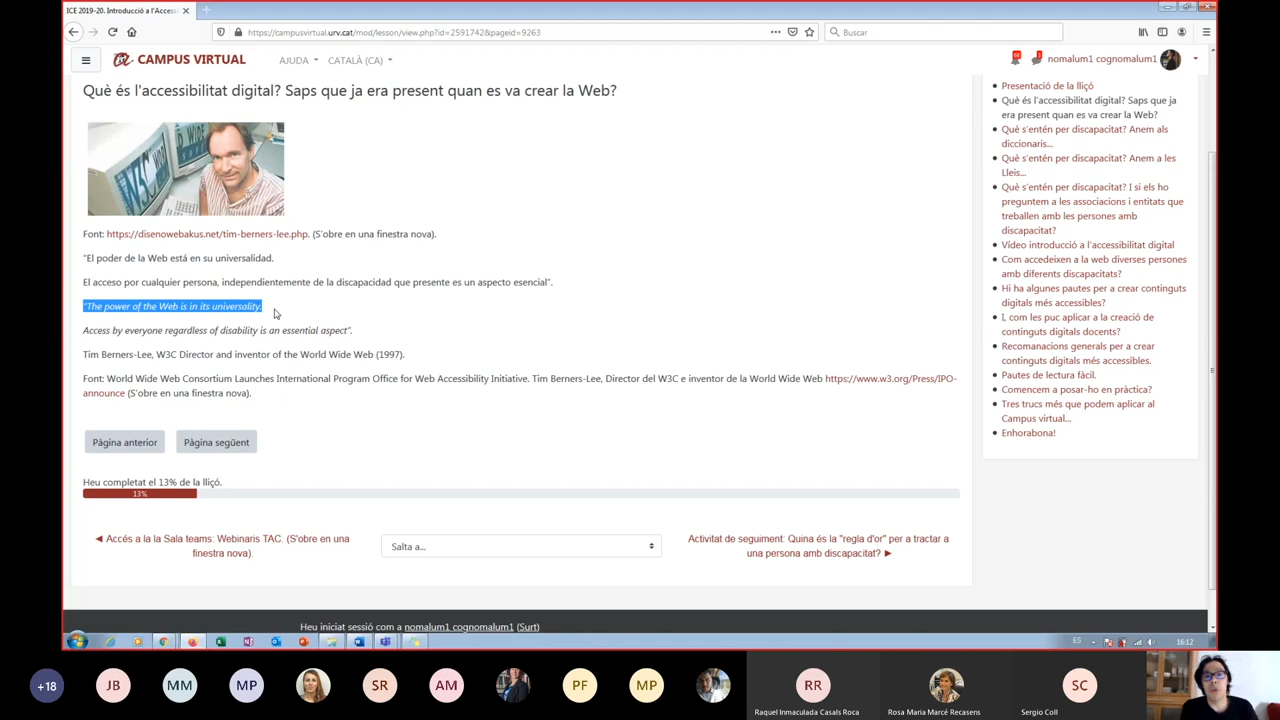 ICE 2019-20. Introducció a l'Acces
https://campusvirtual.urv.cat/mod/lesson/view.php?id=2591742&pageid=9263
Buscar
CAMPUS VIRTUAL
AJUDA
CATALÀ (CA)
nomalum1 cognomalum1
Què és l'accessibilitat digital? Saps que ja era present quan es va crear la Web?
Font: https://disenowebakus.net/tim-berners-lee.php. (S'obre en una finestra nova).
"El poder de la Web está en su universalidad.
El acceso por cualquier persona, independientemente de la discapacidad que presente es un aspecto esencial".
"The power of the Web is in its universality.
Access by everyone regardless of disability is an essential aspect".
Tim Berners-Lee, W3C Director and inventor of the World Wide Web (1997).
Font: World Wide Web Consortium Launches International Program Office for Web Accessibility Initiative. Tim Berners-Lee, Director del W3C e inventor de la World Wide Web https://www.w3.org/Press/IPO-
announce (S'obre en una finestra nova).
Pàgina anterior
Pàgina següent
Heu completat el 13% de la lliçó.
13%
◄ Accés a la la Sala teams: Webinaris TAC. (S'obre en una
finestra nova).
Salta a...
Activitat de seguiment: Quina és la "regla d'or" per a tractar a
una persona amb discapacitat? ►
Presentació de la lliçó
Què és l'accessibilitat digital? Saps que ja
era present quan es va crear la Web?
Què s'entén per discapacitat? Anem als
diccionaris...
Què s'entén per discapacitat? Anem a les
Lleis...
Què s'entén per discapacitat? I si els ho
preguntem a les associacions i entitats que
treballen amb les persones amb
discapacitat?
Vídeo introducció a l'accessibilitat digital
Com accedeixen a la web diverses persones
amb diferents discapacitats?
Hi ha algunes pautes per a crear continguts
digitals més accessibles?
I, com les puc aplicar a la creació de
continguts digitals docents?
Recomanacions generals per a crear
continguts digitals més accessibles.
Pautes de lectura fàcil.
Comencem a posar-ho en pràctica?
Tres trucs més que podem aplicar al
Campus virtual...
Enhorabona!
Heu iniciat sessió com a nomalum1 cognomalum1 (Surt)
ES
16:12
+18
JB
MM
MP
SR
AM
PF
MP
RR
SC
Raquel Inmaculada Casals Roca
Rosa Maria Marcé Recasens
Sergio Coll